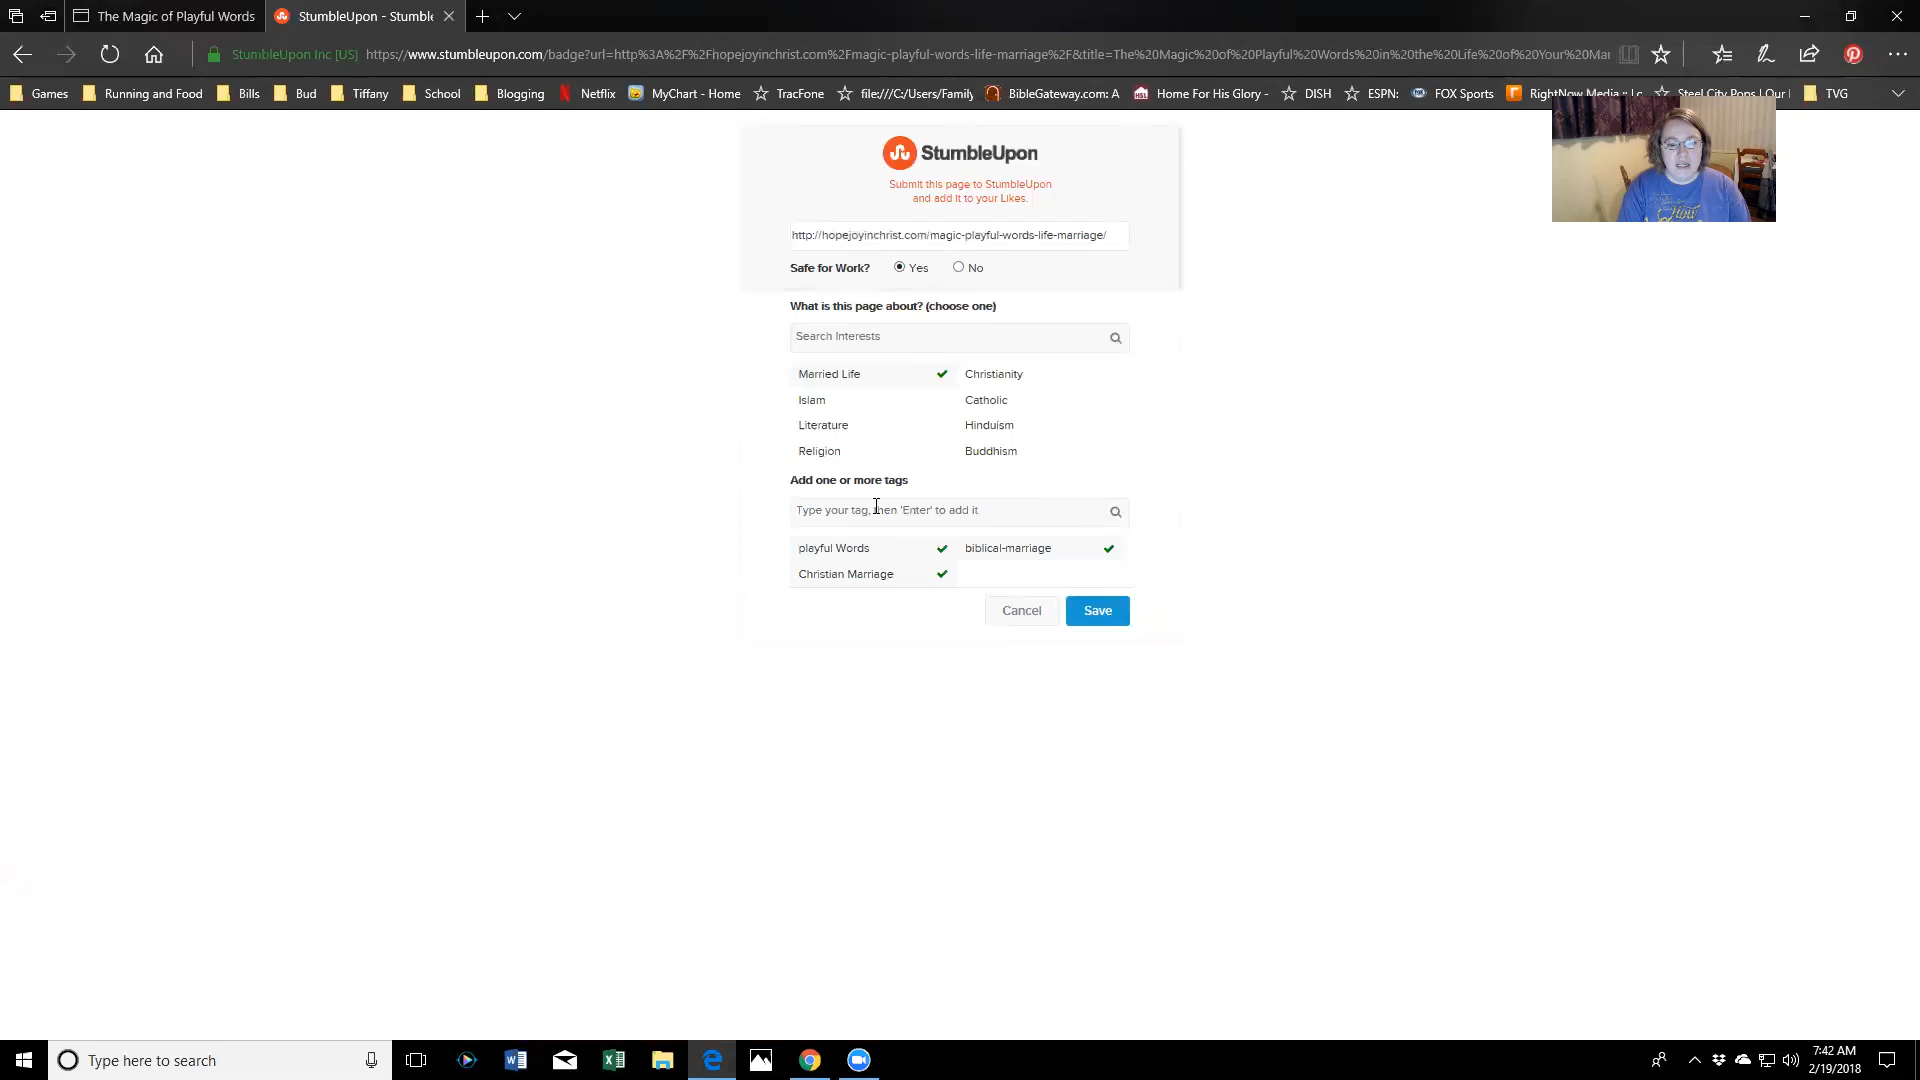 The Magic of Playful Words
StumbleUpon - Stumble
StumbleUpon Inc [US]
https://www.stumbleupon.com/badge?url=http%3A%2F%2Fhopejoyinchrist.com%2Fmagic-playful-words-life-marriage%2F&title=The%20Magic%20of%20Playful%20Words%20in%20the%20Life%20of%20Your%20Mar
Games
Running and Food
Bills
Bud
Tiffany
School
Blogging
Netflix
MyChart - Home
TracFone
file:///C:/Users/Family
BibleGateway.com: A
Home For His Glory -
DISH
ESPN:
FOX Sports
RightNow Media :: Lo
Steel City Pops | Our
TVG
StumbleUpon
Submit this page to StumbleUpon
and add it to your Likes.
http://hopejoyinchrist.com/magic-playful-words-life-marriage/
Safe for Work? Yes No
What is this page about? (choose one)
Search Interests
Married Life Christianity
Islam Catholic
Literature Hinduism
Religion Buddhism
Add one or more tags
Type your tag, then 'Enter' to add it
playful Words biblical-marriage
Christian Marriage
Cancel Save
Type here to search
7:42 AM
2/19/2018